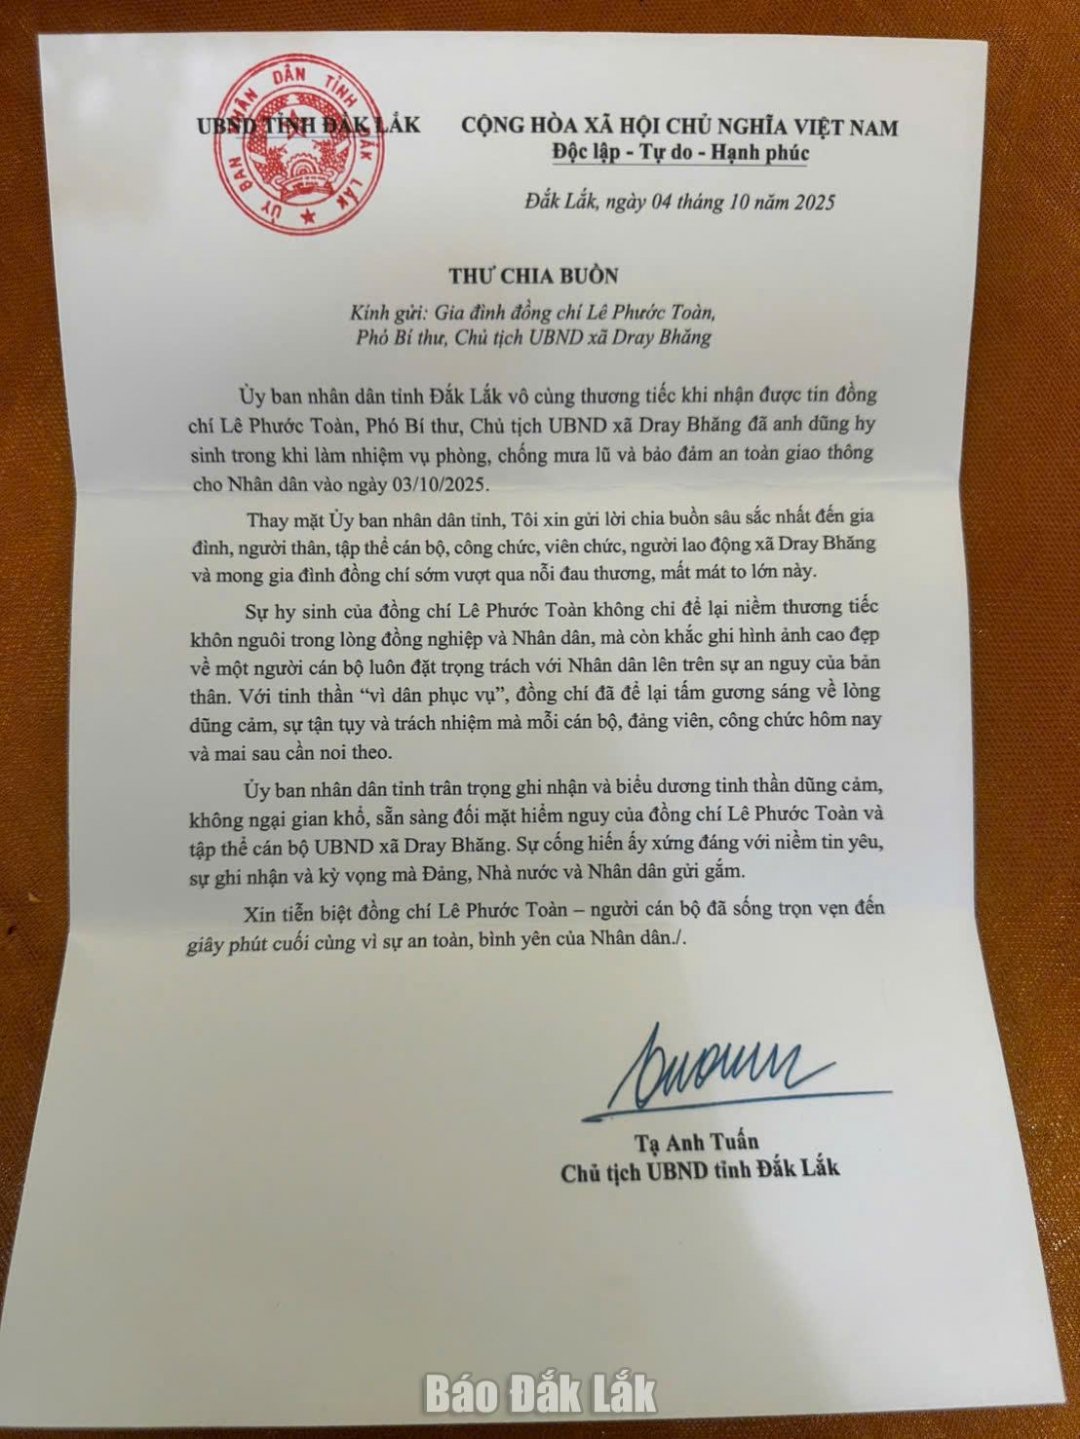 ỦY BAN NHÂN DÂN TỈNH ĐẮK LẮK
UBND TỈNH ĐẮK LẮK
CỘNG HÒA XÃ HỘI CHỦ NGHĨA VIỆT NAM
Độc lập - Tự do - Hạnh phúc
Đắk Lắk, ngày 04 tháng 10 năm 2025
THƯ CHIA BUỒN
Kính gửi: Gia đình đồng chí Lê Phước Toàn,
Phó Bí thư, Chủ tịch UBND xã Dray Bhăng
Ủy ban nhân dân tỉnh Đắk Lắk vô cùng thương tiếc khi nhận được tin đồng
chí Lê Phước Toàn, Phó Bí thư, Chủ tịch UBND xã Dray Bhăng đã anh dũng hy
sinh trong khi làm nhiệm vụ phòng, chống mưa lũ và bảo đảm an toàn giao thông
cho Nhân dân vào ngày 03/10/2025.
Thay mặt Ủy ban nhân dân tỉnh, Tôi xin gửi lời chia buồn sâu sắc nhất đến gia
đình, người thân, tập thể cán bộ, công chức, viên chức, người lao động xã Dray Bhăng
và mong gia đình đồng chí sớm vượt qua nỗi đau thương, mất mát to lớn này.
Sự hy sinh của đồng chí Lê Phước Toàn không chỉ để lại niềm thương tiếc
khôn nguôi trong lòng đồng nghiệp và Nhân dân, mà còn khắc ghi hình ảnh cao đẹp
về một người cán bộ luôn đặt trọng trách với Nhân dân lên trên sự an nguy của bản
thân. Với tinh thần “vì dân phục vụ”, đồng chí đã để lại tấm gương sáng về lòng
dũng cảm, sự tận tụy và trách nhiệm mà mỗi cán bộ, đảng viên, công chức hôm nay
và mai sau cần noi theo.
Ủy ban nhân dân tỉnh trân trọng ghi nhận và biểu dương tinh thần dũng cảm,
không ngại gian khổ, sẵn sàng đối mặt hiểm nguy của đồng chí Lê Phước Toàn và
tập thể cán bộ UBND xã Dray Bhăng. Sự cống hiến ấy xứng đáng với niềm tin yêu,
sự ghi nhận và kỳ vọng mà Đảng, Nhà nước và Nhân dân gửi gắm.
Xin tiễn biệt đồng chí Lê Phước Toàn – người cán bộ đã sống trọn vẹn đến
giây phút cuối cùng vì sự an toàn, bình yên của Nhân dân./.
Tạ Anh Tuấn
Chủ tịch UBND tỉnh Đắk Lắk
Báo Đắk Lắk